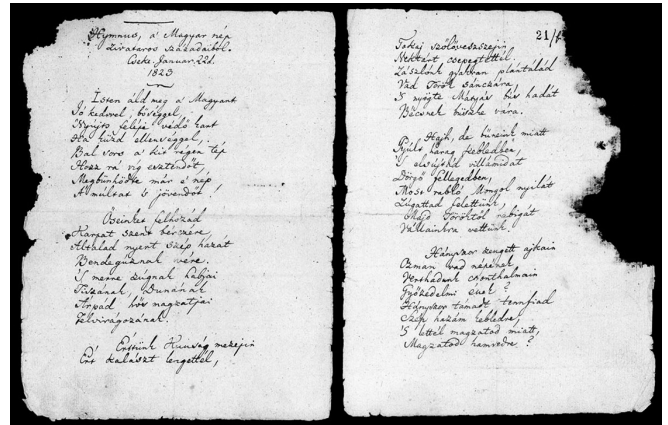 Hymnus, a' Magyar nép
zivataros századaiból.
Cseke. Januar. 22d.
1823
Isten áldd meg a' Magyart
Jó kedvvel, bőséggel,
Nyújts feléje védő kart
Ha küzd ellenséggel;
Bal sors a' kit régen tép
Hozz rá víg esztendőt,
Megbünhödte már e' nép
A' múltat 's jövendőt!
Őseinket felhozád
Kárpát szent bérczére,
Általad nyert szép hazát
Bendegúznak vére.
'S merre zúgnak habjai
Tiszának, Dunának
Árpád hős magzatjai
Felvirágozának.
Értünk Kunság mezején
Ért kalászt lengettél,
21/1
Tokaj szőlővesszein
Nektárt csepegtettél.
Zászlónk gyakran plántálád
Vad Török sánczára,
'S nyögte Mátyás bús hadát
Bécsnek büszke vára.
Hajh, de bűneink miatt
Gyúlt harag kebledben,
'S elsújtád villámidat
Dörgő fellegedben,
Most rabló Mongol nyilát
Zúgattad felettünk,
Majd Töröktől rabigát
Vállainkra vettünk.
Hányszor zengett ajkain
Ozman vad népének
Vert hadunk csonthalmain
Győzedelmi ének?
Hányszor támadt tenfiad
Szép hazám kebledre,
'S lettél magzatod miatt,
Magzatod hamvvedre?